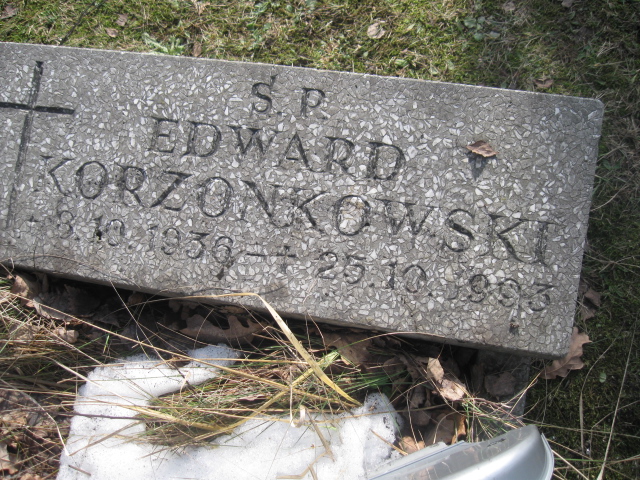 Ś. P.
EDWARD
KORZONKOWSKI
8.10.1936 – † 25.10.1993